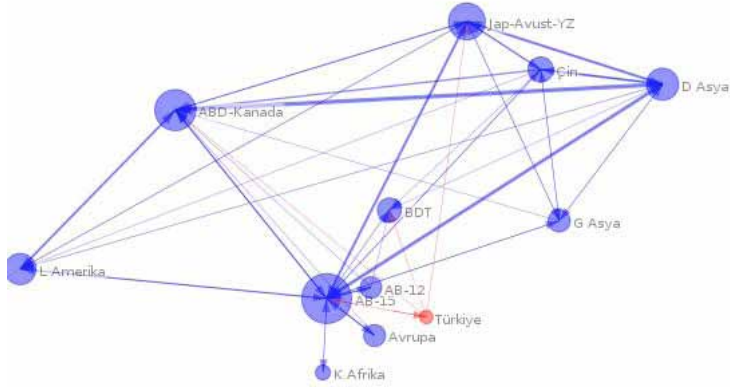 Jap-Avust-YZ
Çin
D Asya
ABD-Kanada
BDT
G Asya
L Amerika
AB-12
AB-15
Türkiye
Avrupa
K.Afrika